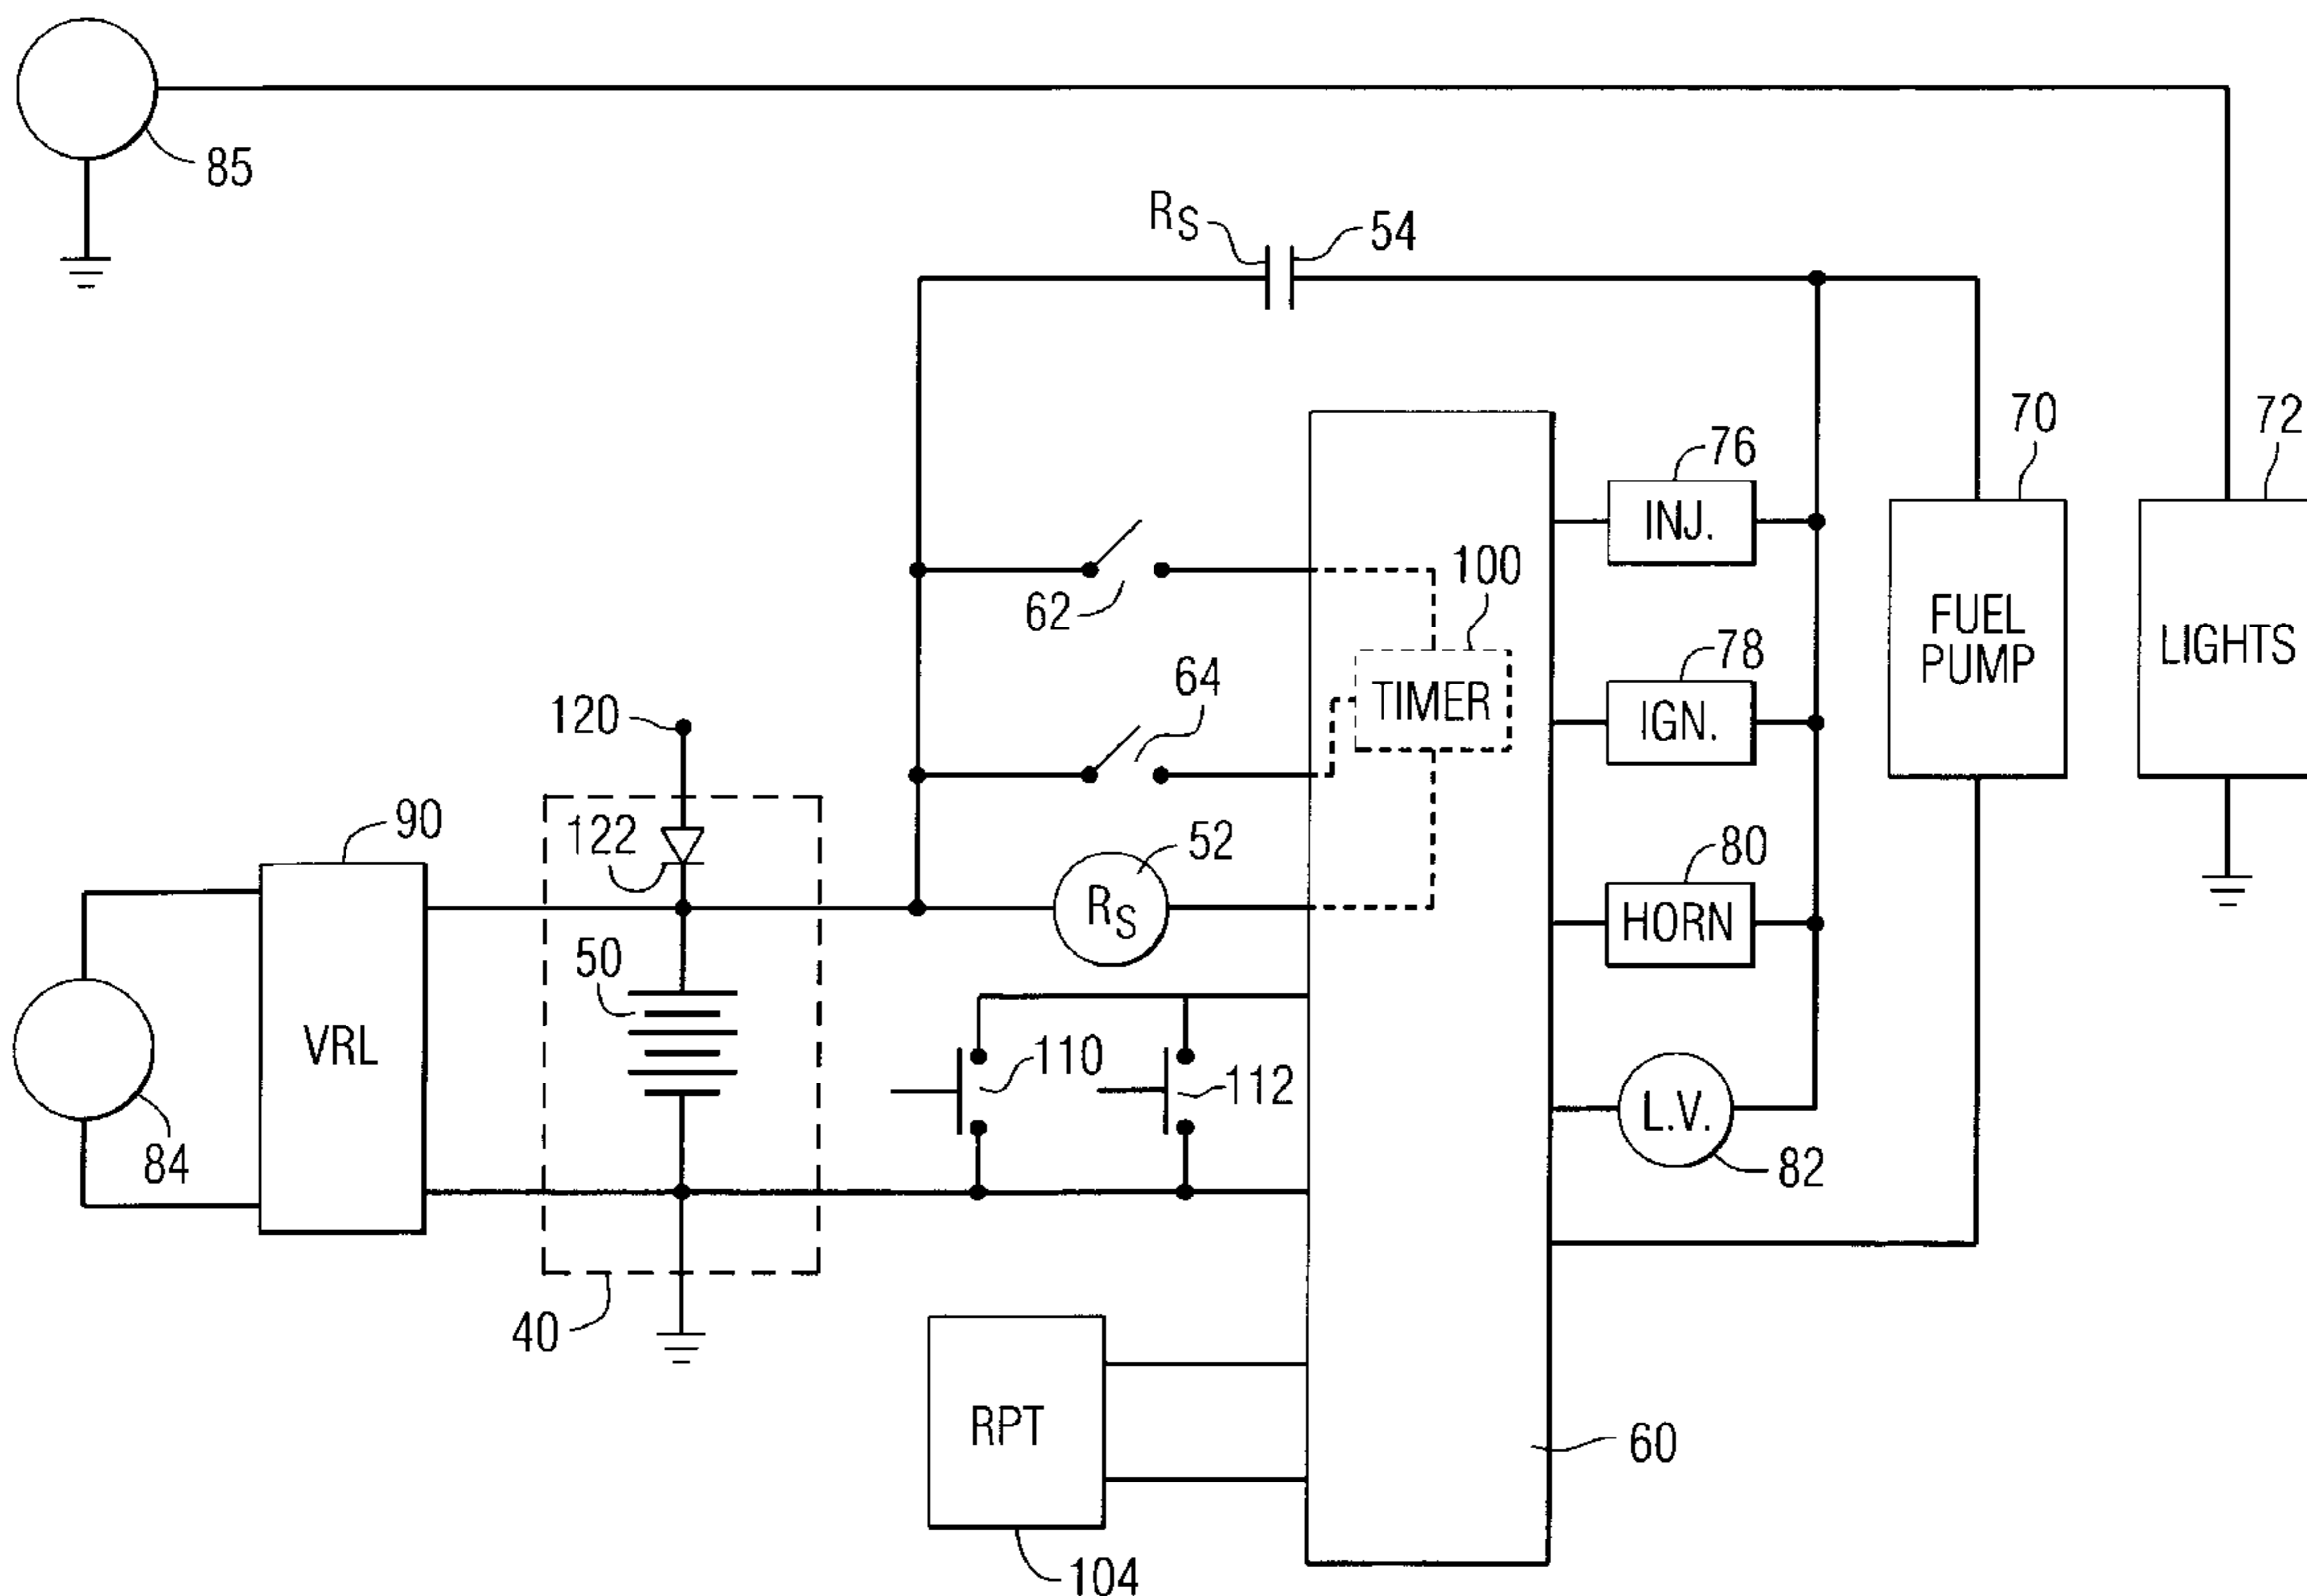 85
RS
54
76
INJ.
70
72
62
100
FUEL
PUMP
LIGHTS
64
TIMER
78
IGN.
120
90
122
52
RS
80
HORN
50
VRL
110
112
L.V.
84
82
40
RPT
60
104